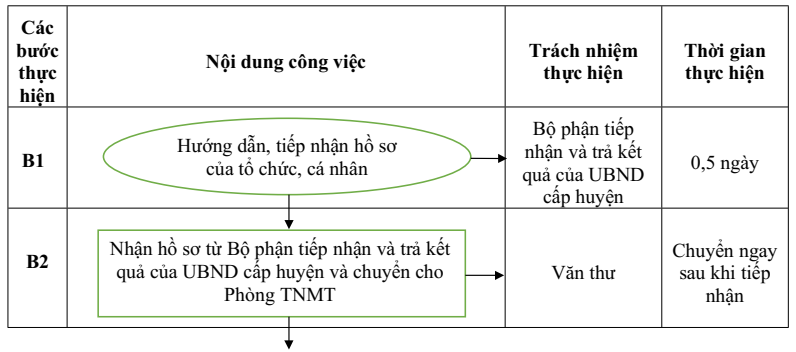 Các
bước
thực
hiện
Nội dung công việc
Trách nhiệm
thực hiện
Thời gian
thực hiện
B1
Hướng dẫn, tiếp nhận hồ sơ
của tổ chức, cá nhân
Bộ phận tiếp
nhận và trả kết
quả của UBND
cấp huyện
0,5 ngày
B2
Nhận hồ sơ từ Bộ phận tiếp nhận và trả kết
quả của UBND cấp huyện và chuyển cho
Phòng TNMT
Văn thư
Chuyển ngay
sau khi tiếp
nhận